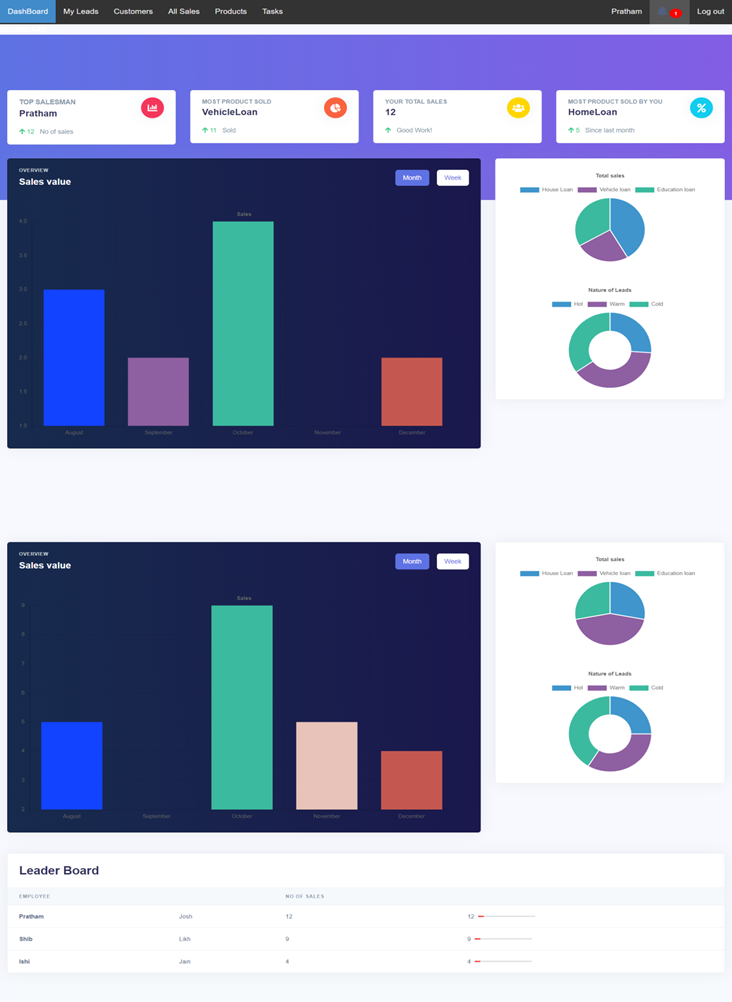 DashBoard My Leads Customers All Sales Products Tasks Pratham 1 Log out
TOP SALESMAN
Pratham
12 No of sales
MOST PRODUCT SOLD
VehicleLoan
11 Sold
YOUR TOTAL SALES
12
Good Work!
MOST PRODUCT SOLD BY YOU
HomeLoan
5 Since last month
OVERVIEW
Sales value
Month Week
Sales
4.0
3.5
3.0
2.5
2.0
1.5
1.0
August September October November December
Total sales
House Loan Vehicle loan Education loan
Nature of Leads
Hot Warm Cold
OVERVIEW
Sales value
Month Week
Sales
9
8
7
6
5
4
3
2
August September October November December
Total sales
House Loan Vehicle loan Education loan
Nature of Leads
Hot Warm Cold
Leader Board
EMPLOYEE NO OF SALES
Pratham Josh 12 12
Shib Likh 9 9
Ishi Jain 4 4